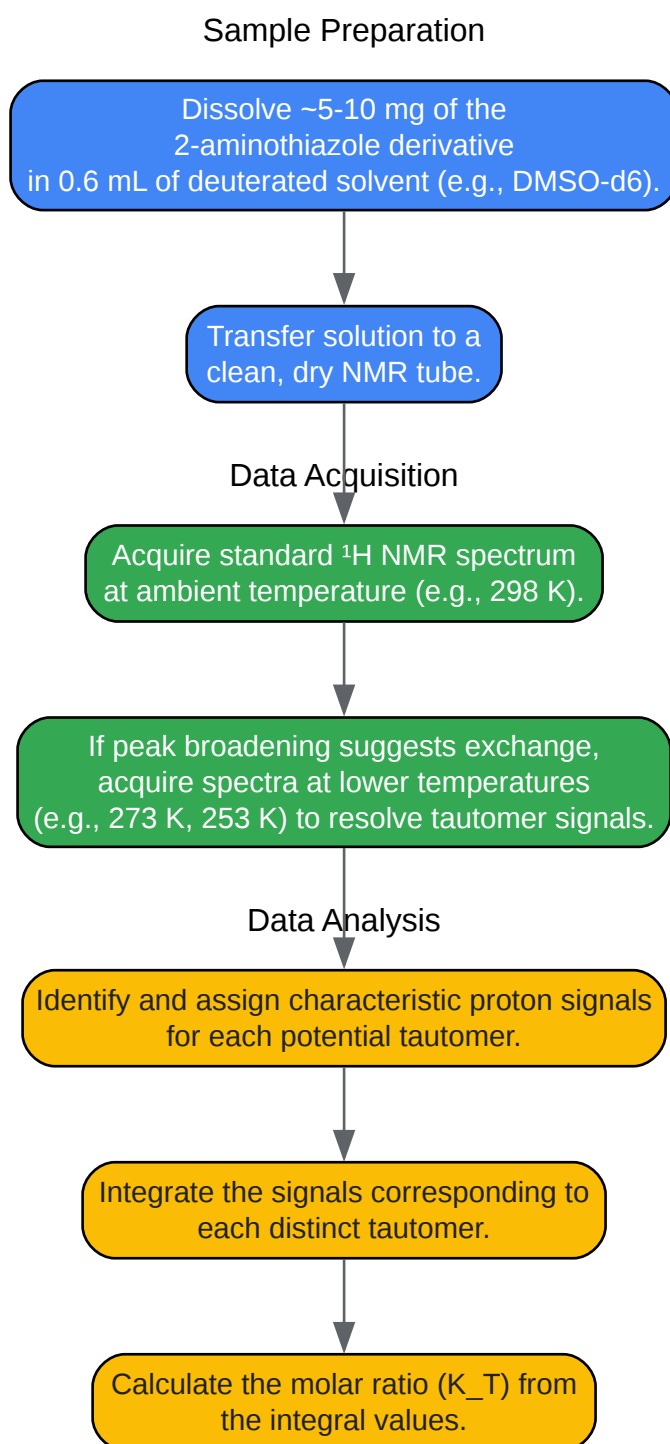 Sample Preparation
Dissolve ~5-10 mg of the
2-aminothiazole derivative
in 0.6 mL of deuterated solvent (e.g., DMSO-d6).
Transfer solution to a
clean, dry NMR tube.
Data Acquisition
Acquire standard ¹H NMR spectrum
at ambient temperature (e.g., 298 K).
If peak broadening suggests exchange,
acquire spectra at lower temperatures
(e.g., 273 K, 253 K) to resolve tautomer signals.
Data Analysis
Identify and assign characteristic proton signals
for each potential tautomer.
Integrate the signals corresponding to
each distinct tautomer.
Calculate the molar ratio (K_T) from
the integral values.